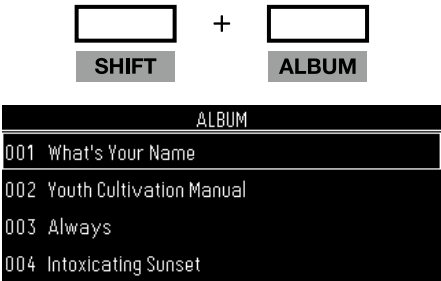 +
SHIFT ALBUM
ALBUM
001 What's Your Name
002 Youth Cultivation Manual
003 Always
004 Intoxicating Sunset